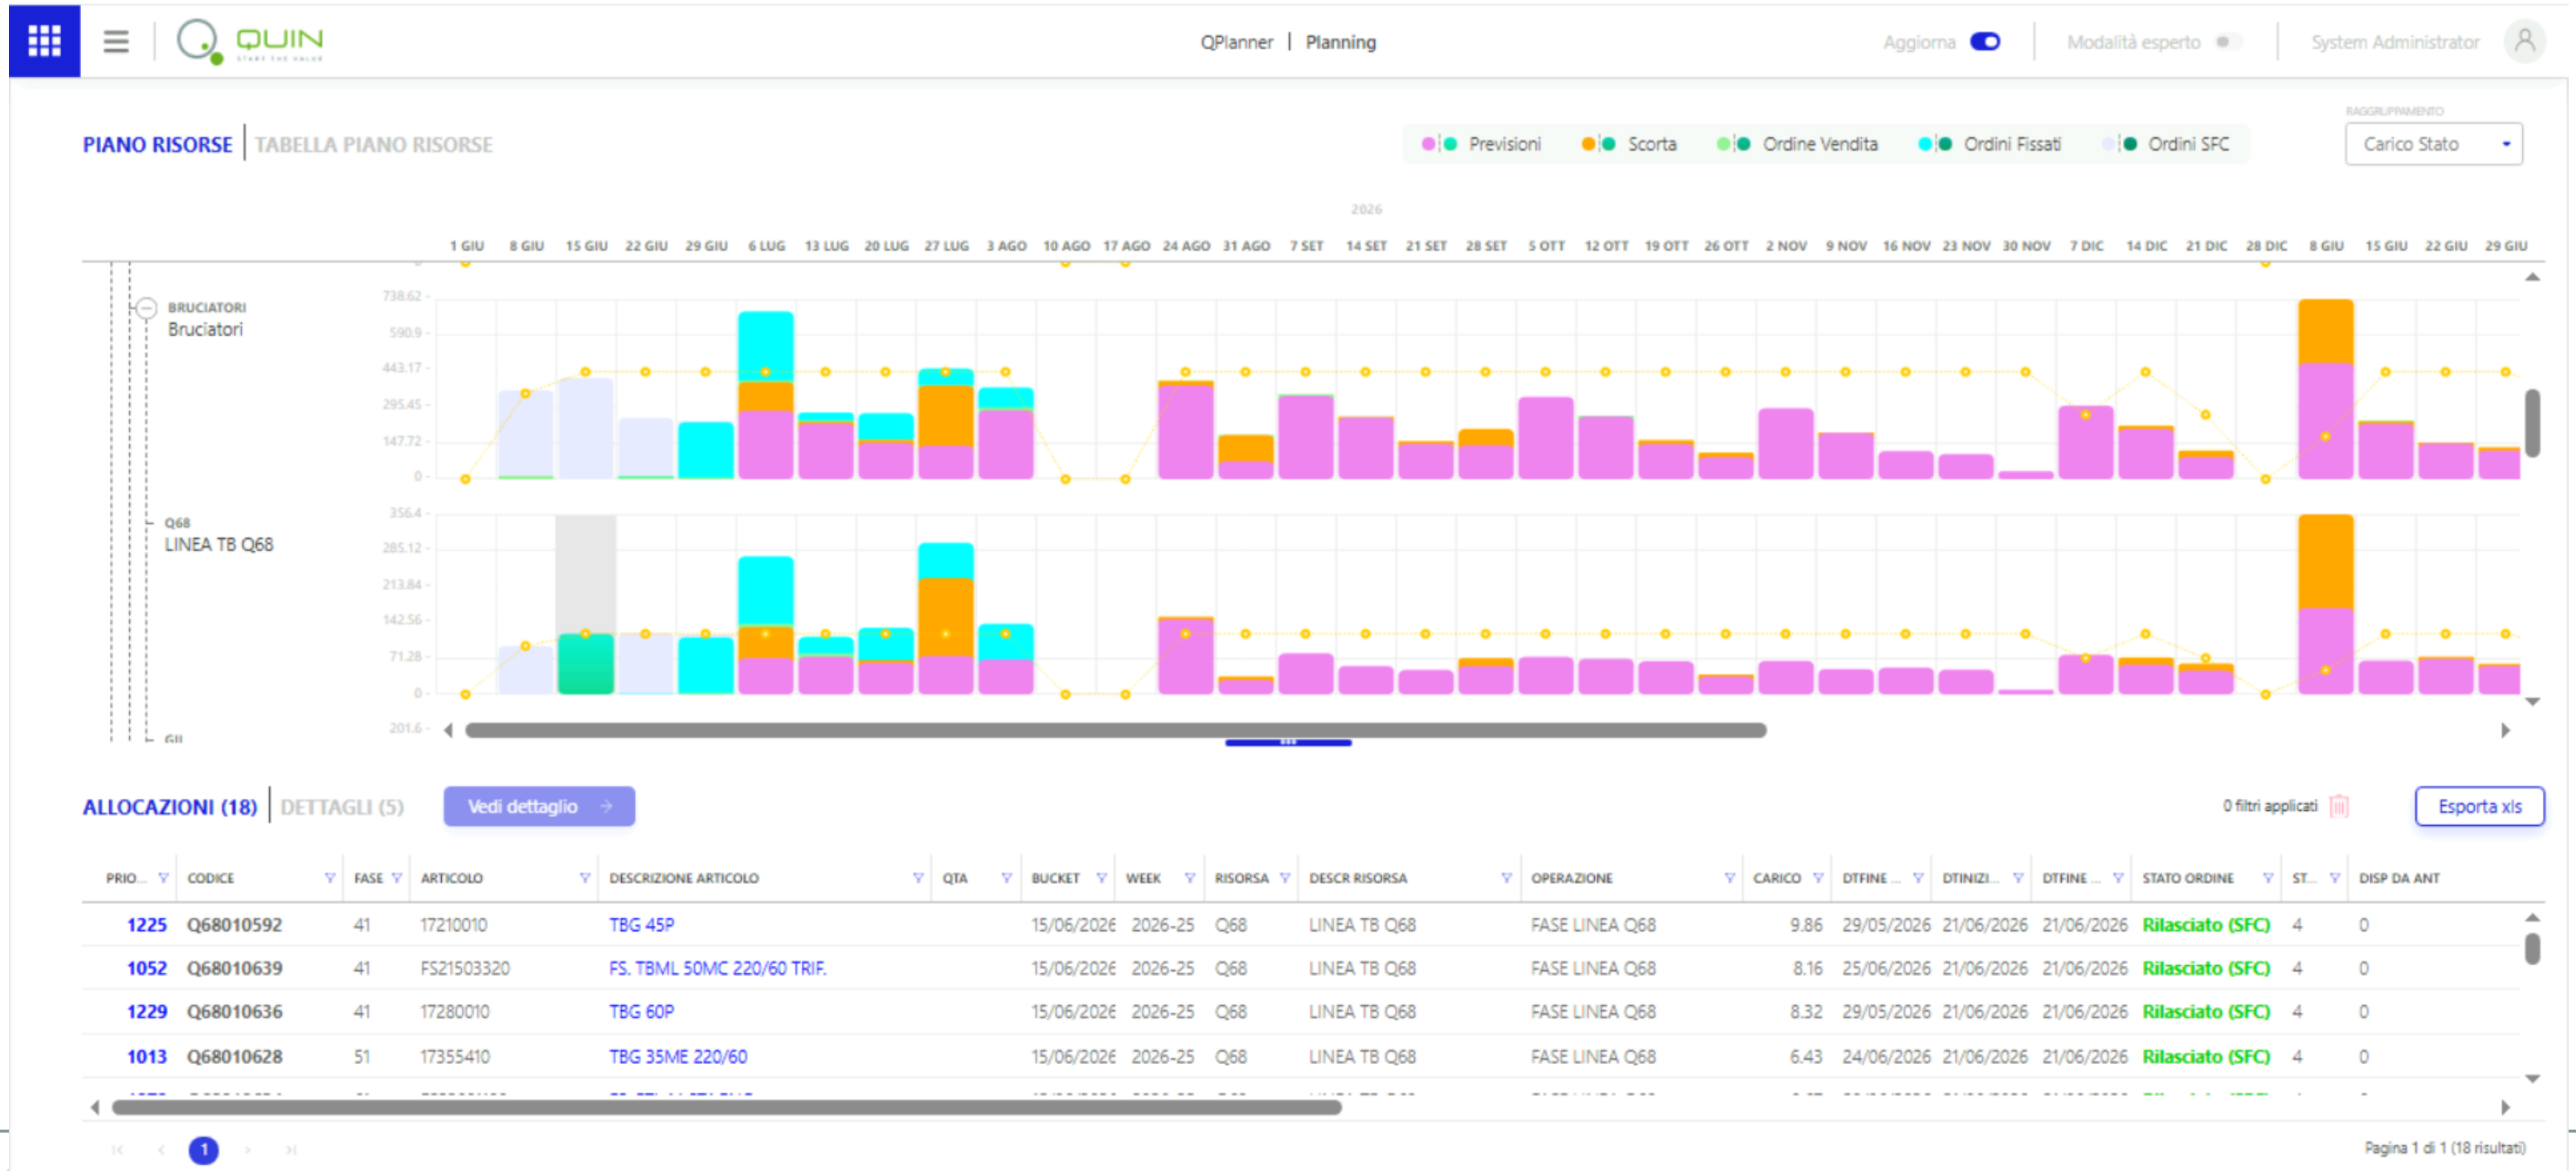 QUIN
START THE VALUE
QPlanner | Planning
Aggiorna
Modalità esperto
System Administrator
PIANO RISORSE | TABELLA PIANO RISORSE
Previsioni
Scorta
Ordine Vendita
Ordini Fissati
Ordini SFC
RAGGRUPPAMENTO
Carico Stato
2026
1 GIU 8 GIU 15 GIU 22 GIU 29 GIU 6 LUG 13 LUG 20 LUG 27 LUG 3 AGO 10 AGO 17 AGO 24 AGO 31 AGO 7 SET 14 SET 21 SET 28 SET 5 OTT 12 OTT 19 OTT 26 OTT 2 NOV 9 NOV 16 NOV 23 NOV 30 NOV 7 DIC 14 DIC 21 DIC 28 DIC 8 GIU 15 GIU 22 GIU 29 GIU
BRUCIATORI
Bruciatori
738.62
590.9
443.17
295.45
147.72
0
Q68
LINEA TB Q68
356.4
285.12
213.84
142.56
71.28
0
201.6
ALLOCAZIONI (18) | DETTAGLI (5)
Vedi dettaglio
0 filtri applicati
Esporta xls
PRIO... CODICE FASE ARTICOLO DESCRIZIONE ARTICOLO QTA BUCKET WEEK RISORSA DESCR RISORSA OPERAZIONE CARICO DTFINE ... DTINIZI... DTFINE ... STATO ORDINE ST... DISP DA ANT
1225 Q68010592 41 17210010 TBG 45P 15/06/2026 2026-25 Q68 LINEA TB Q68 FASE LINEA Q68 9.86 29/05/2026 21/06/2026 21/06/2026 Rilasciato (SFC) 4 0
1052 Q68010639 41 FS21503320 FS. TBML 50MC 220/60 TRIF. 15/06/2026 2026-25 Q68 LINEA TB Q68 FASE LINEA Q68 8.16 25/06/2026 21/06/2026 21/06/2026 Rilasciato (SFC) 4 0
1229 Q68010636 41 17280010 TBG 60P 15/06/2026 2026-25 Q68 LINEA TB Q68 FASE LINEA Q68 8.32 29/05/2026 21/06/2026 21/06/2026 Rilasciato (SFC) 4 0
1013 Q68010628 51 17355410 TBG 35ME 220/60 15/06/2026 2026-25 Q68 LINEA TB Q68 FASE LINEA Q68 6.43 24/06/2026 21/06/2026 21/06/2026 Rilasciato (SFC) 4 0
1
Pagina 1 di 1 (18 risultati)